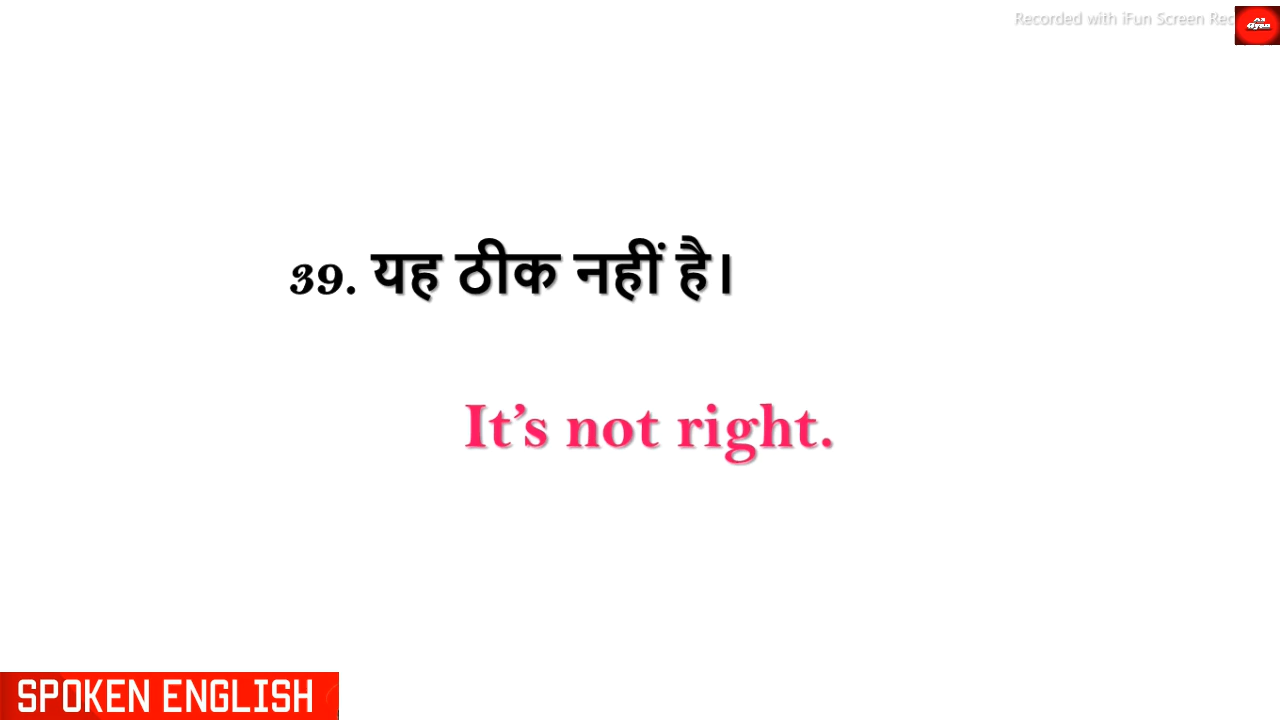 Recorded with iFun Screen Rec
39. यह ठीक नहीं है।
It's not right.
SPOKEN ENGLISH